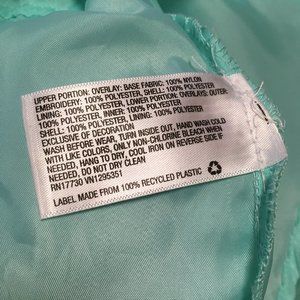 UPPER PORTION: OVERLAY: BASE FABRIC: 100% NYLON
EMBROIDERY: 100% POLYESTER, SHELL: 100% POLYESTER,
LINING: 100% POLYESTER, LOWER PORTION: OVERLAYS: OUTER:
100% POLYESTER, INNER: 100% POLYESTER,
SHELL: 100% POLYESTER, LINING: 100% POLYESTER
EXCLUSIVE OF DECORATION
WASH BEFORE WEAR, TURN INSIDE OUT, HAND WASH COLD
WITH LIKE COLORS, ONLY NON-CHLORINE BLEACH WHEN
NEEDED, HANG TO DRY, COOL IRON ON REVERSE SIDE IF
NEEDED, DO NOT DRY CLEAN
RN17730 VN1295351
LABEL MADE FROM 100% RECYCLED PLASTIC